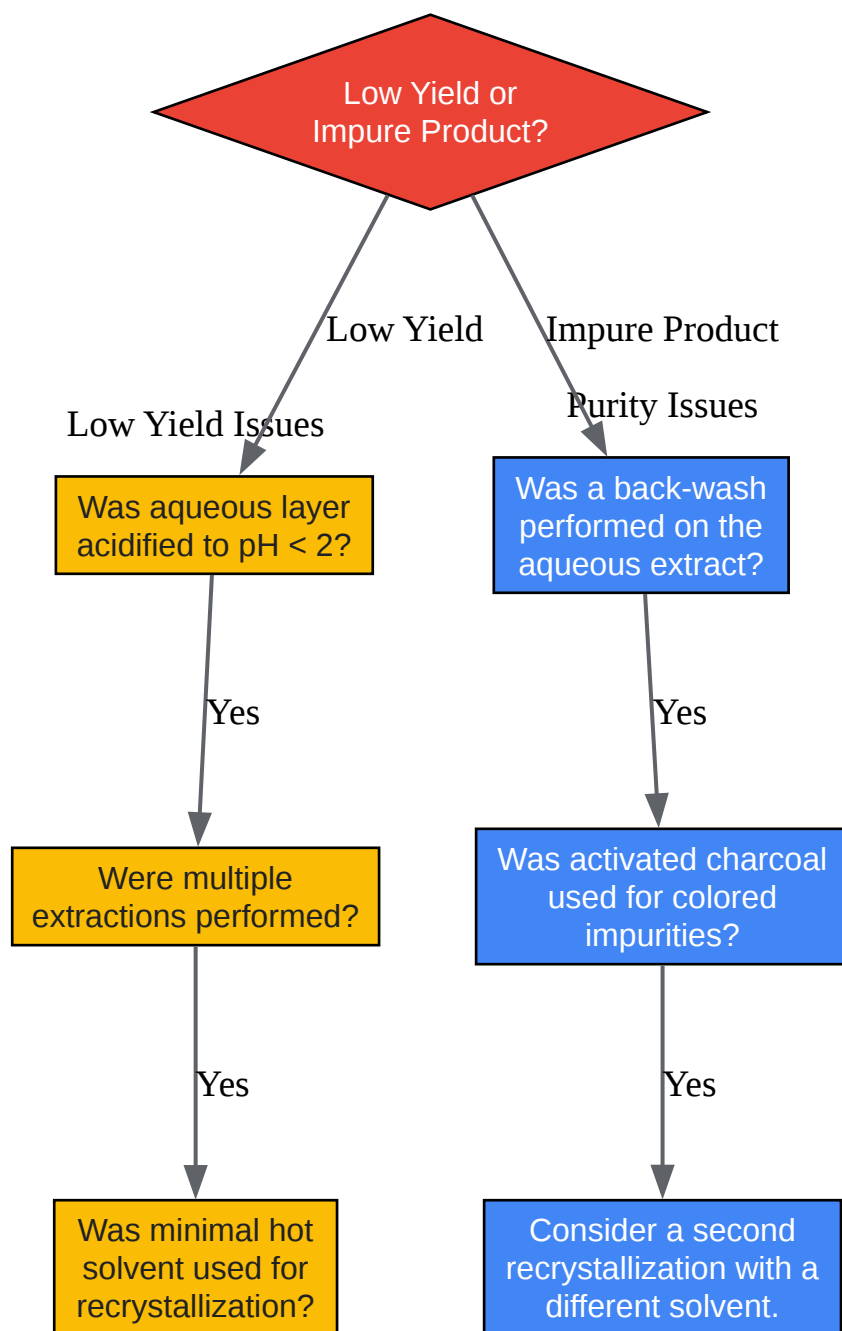 Low Yield or
Impure Product?
Low Yield
Impure Product
Low Yield Issues
Purity Issues
Was aqueous layer
acidified to pH < 2?
Was a back-wash
performed on the
aqueous extract?
Yes
Yes
Were multiple
extractions performed?
Was activated charcoal
used for colored
impurities?
Yes
Yes
Was minimal hot
solvent used for
recrystallization?
Consider a second
recrystallization with a
different solvent.